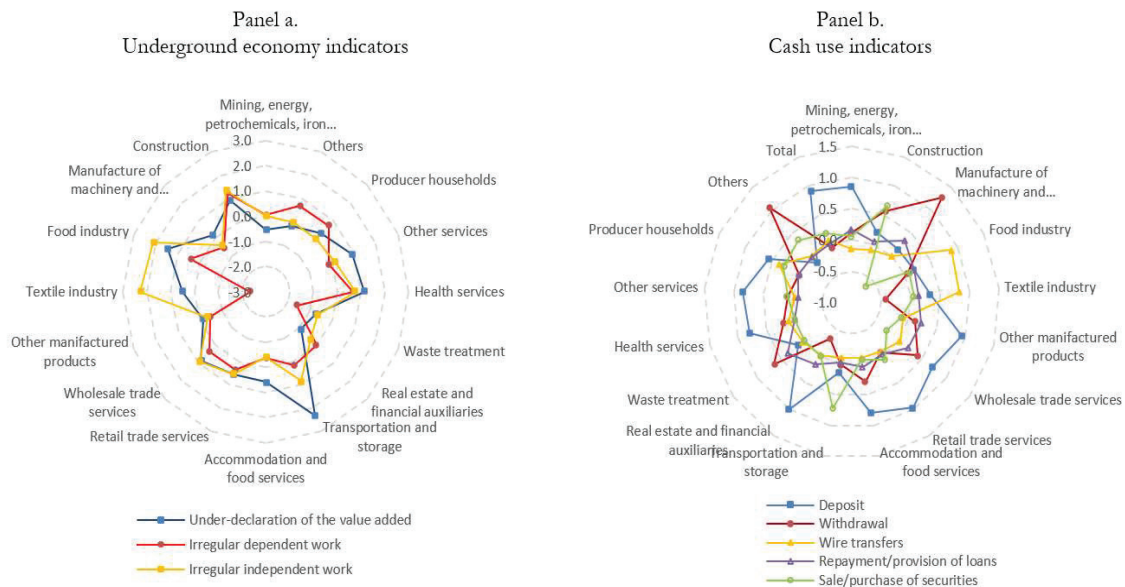 Panel a.
Underground economy indicators
Mining, energy,
petrochemicals, iron...
3.0
2.0
1.0
0.0
-1.0
-2.0
-3.0
Others
Producer households
Other services
Health services
Waste treatment
Real estate and
financial auxiliaries
Transportation and
storage
Accommodation and
food services
Retail trade services
Wholesale trade
services
Other manifactured
products
Textile industry
Food industry
Manufacture of
machinery and...
Construction
Under-declaration of the value added
Irregular dependent work
Irregular independent work
Panel b.
Cash use indicators
Mining, energy,
petrochemicals, iron...
1.5
1.0
0.5
0.0
-0.5
-1.0
Construction
Manufacture of
machinery and...
Food industry
Textile industry
Other manifactured
products
Wholesale trade services
Retail trade services
Accommodation and
food services
Transportation and
storage
Real estate and financial
auxiliaries
Waste treatment
Health services
Other services
Producer households
Others
Total
Deposit
Withdrawal
Wire transfers
Repayment/provision of loans
Sale/purchase of securities